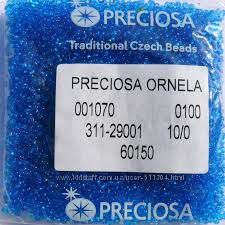 PRECIOSA
Traditional Czech Beads
PRECIOSA ORNELA
001070 0100
311-29001 10/0
60150
PRECIOSA